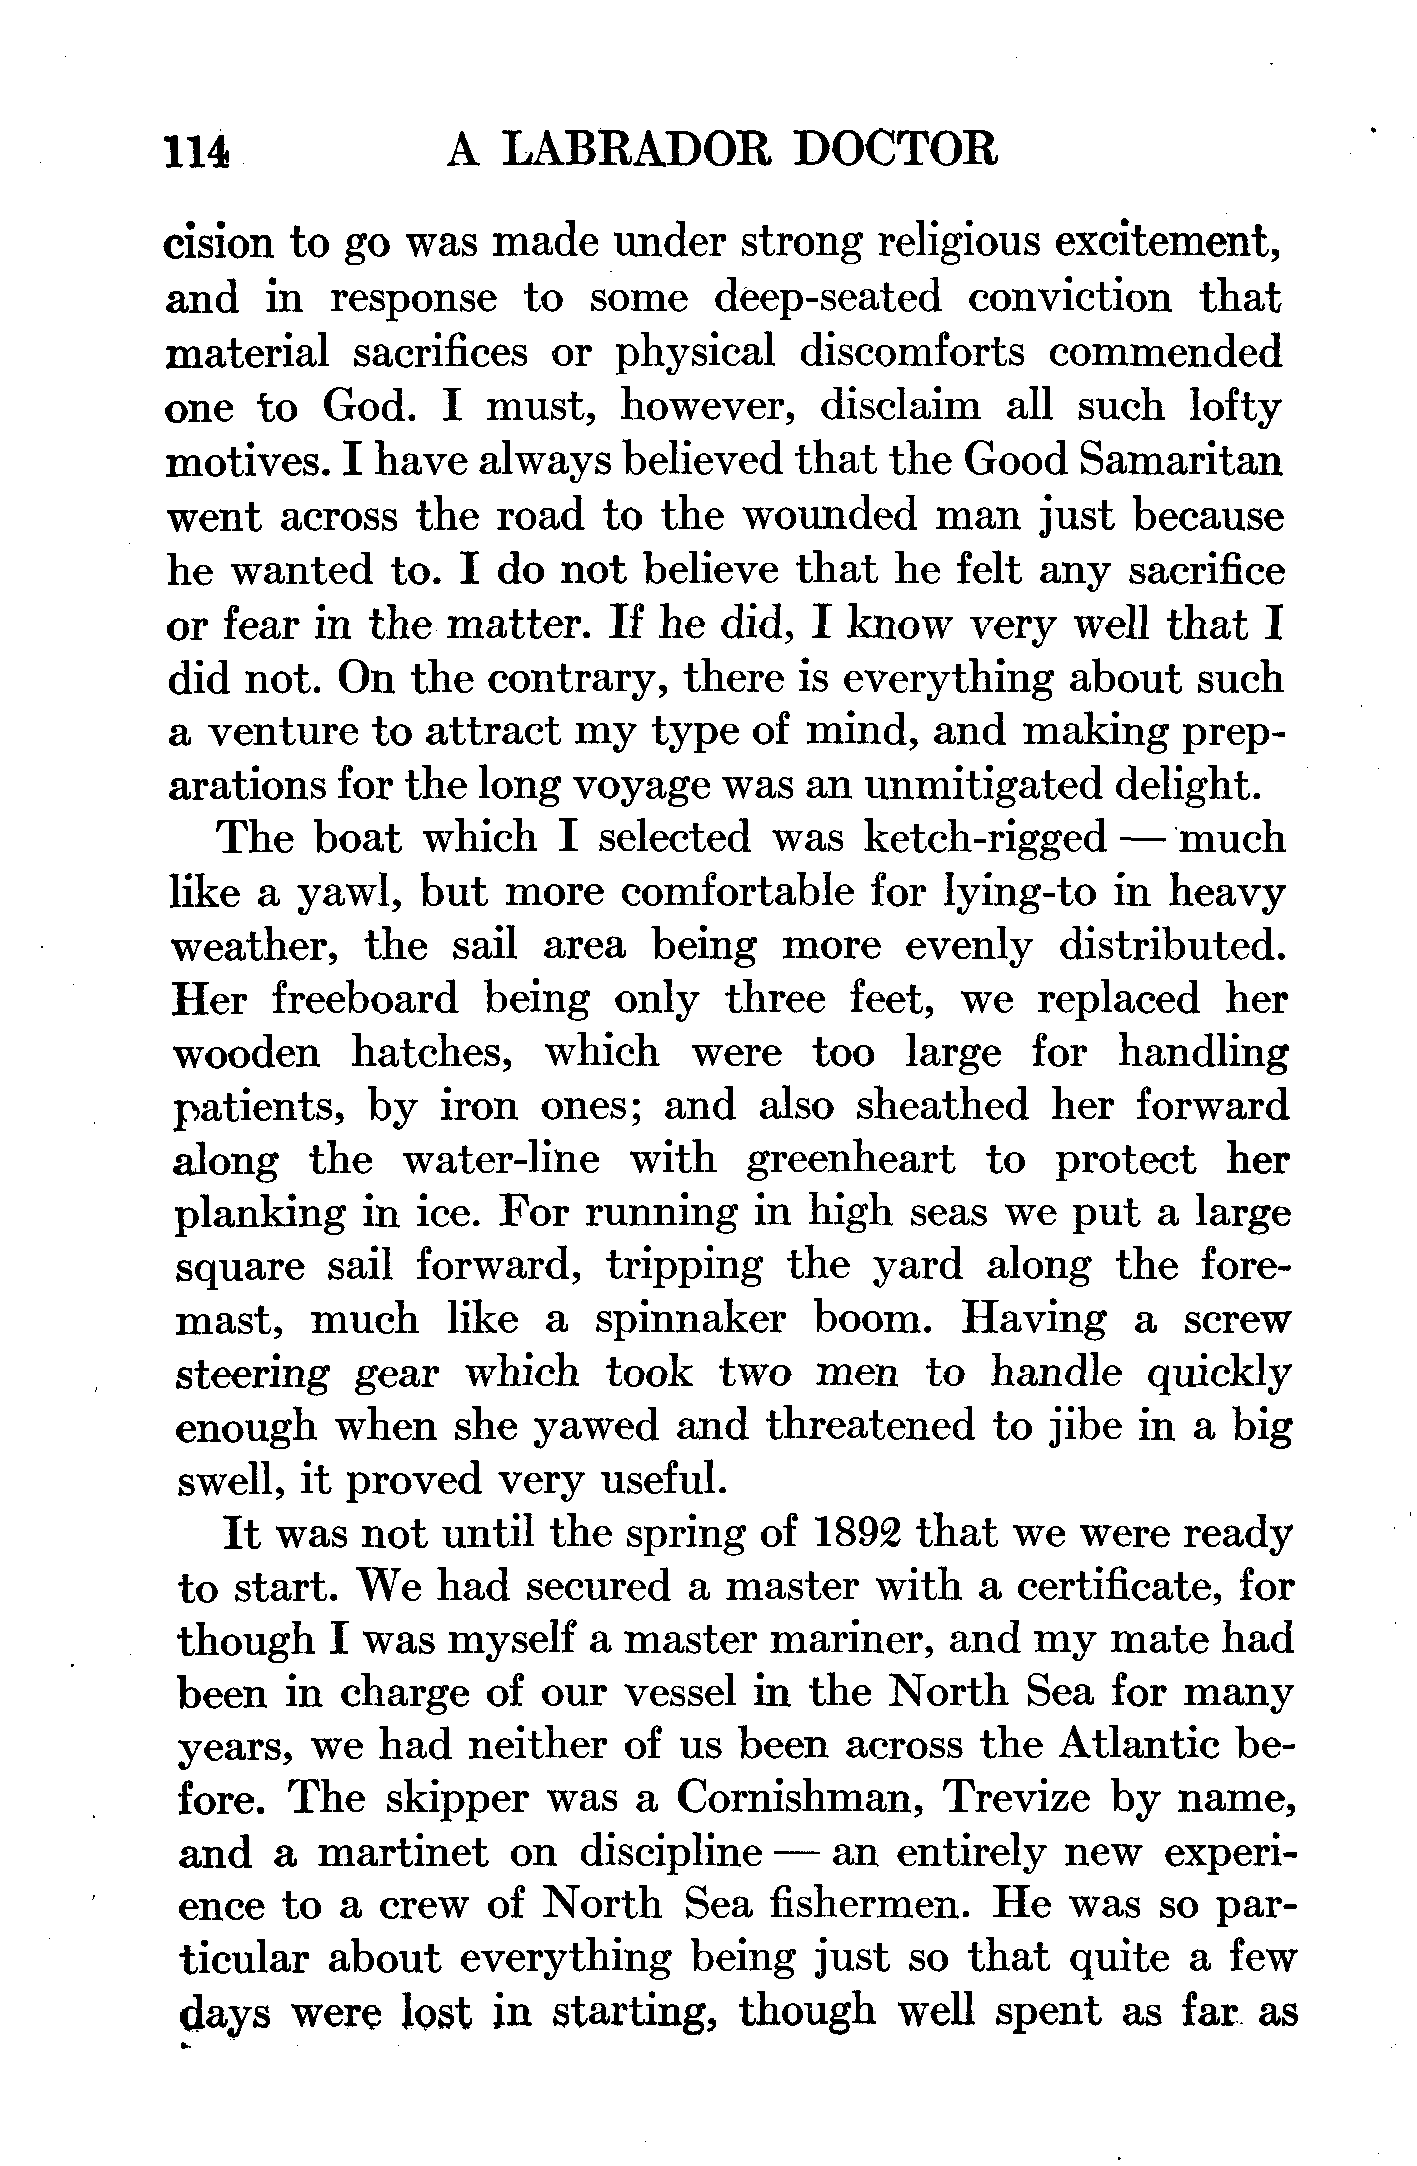 114 A LABRADOR DOCTOR
cision to go was made under strong religious excitement,
and in response to some deep-seated conviction that
material sacrifices or physical discomforts commended
one to God. I must, however, disclaim all such lofty
motives. I have always believed that the Good Samaritan
went across the road to the wounded man just because
he wanted to. I do not believe that he felt any sacrifice
or fear in the matter. If he did, I know very well that I
did not. On the contrary, there is everything about such
a venture to attract my type of mind, and making prep-
arations for the long voyage was an unmitigated delight.
The boat which I selected was ketch-rigged — much
like a yawl, but more comfortable for lying-to in heavy
weather, the sail area being more evenly distributed.
Her freeboard being only three feet, we replaced her
wooden hatches, which were too large for handling
patients, by iron ones; and also sheathed her forward
along the water-line with greenheart to protect her
planking in ice. For running in high seas we put a large
square sail forward, tripping the yard along the fore-
mast, much like a spinnaker boom. Having a screw
steering gear which took two men to handle quickly
enough when she yawed and threatened to jibe in a big
swell, it proved very useful.
It was not until the spring of 1892 that we were ready
to start. We had secured a master with a certificate, for
though I was myself a master mariner, and my mate had
been in charge of our vessel in the North Sea for many
years, we had neither of us been across the Atlantic be-
fore. The skipper was a Cornishman, Trevize by name,
and a martinet on discipline — an entirely new experi-
ence to a crew of North Sea fishermen. He was so par-
ticular about everything being just so that quite a few
days were lost in starting, though well spent as far as